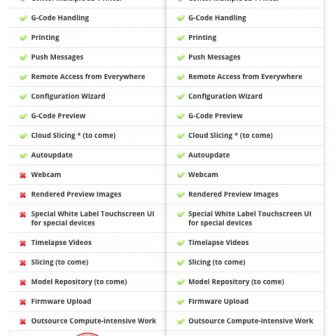 G-Code Handling
Printing
Push Messages
Remote Access from Everywhere
Configuration Wizard
G-Code Preview
Cloud Slicing * (to come)
Autoupdate
Webcam
Rendered Preview Images
Special White Label Touchscreen UI
for special devices
Timelapse Videos
Slicing (to come)
Model Repository (to come)
Firmware Upload
Outsource Compute-intensive Work
G-Code Handling
Printing
Push Messages
Remote Access from Everywhere
Configuration Wizard
G-Code Preview
Cloud Slicing * (to come)
Autoupdate
Webcam
Rendered Preview Images
Special White Label Touchscreen UI
for special devices
Timelapse Videos
Slicing (to come)
Model Repository (to come)
Firmware Upload
Outsource Compute-intensive Work